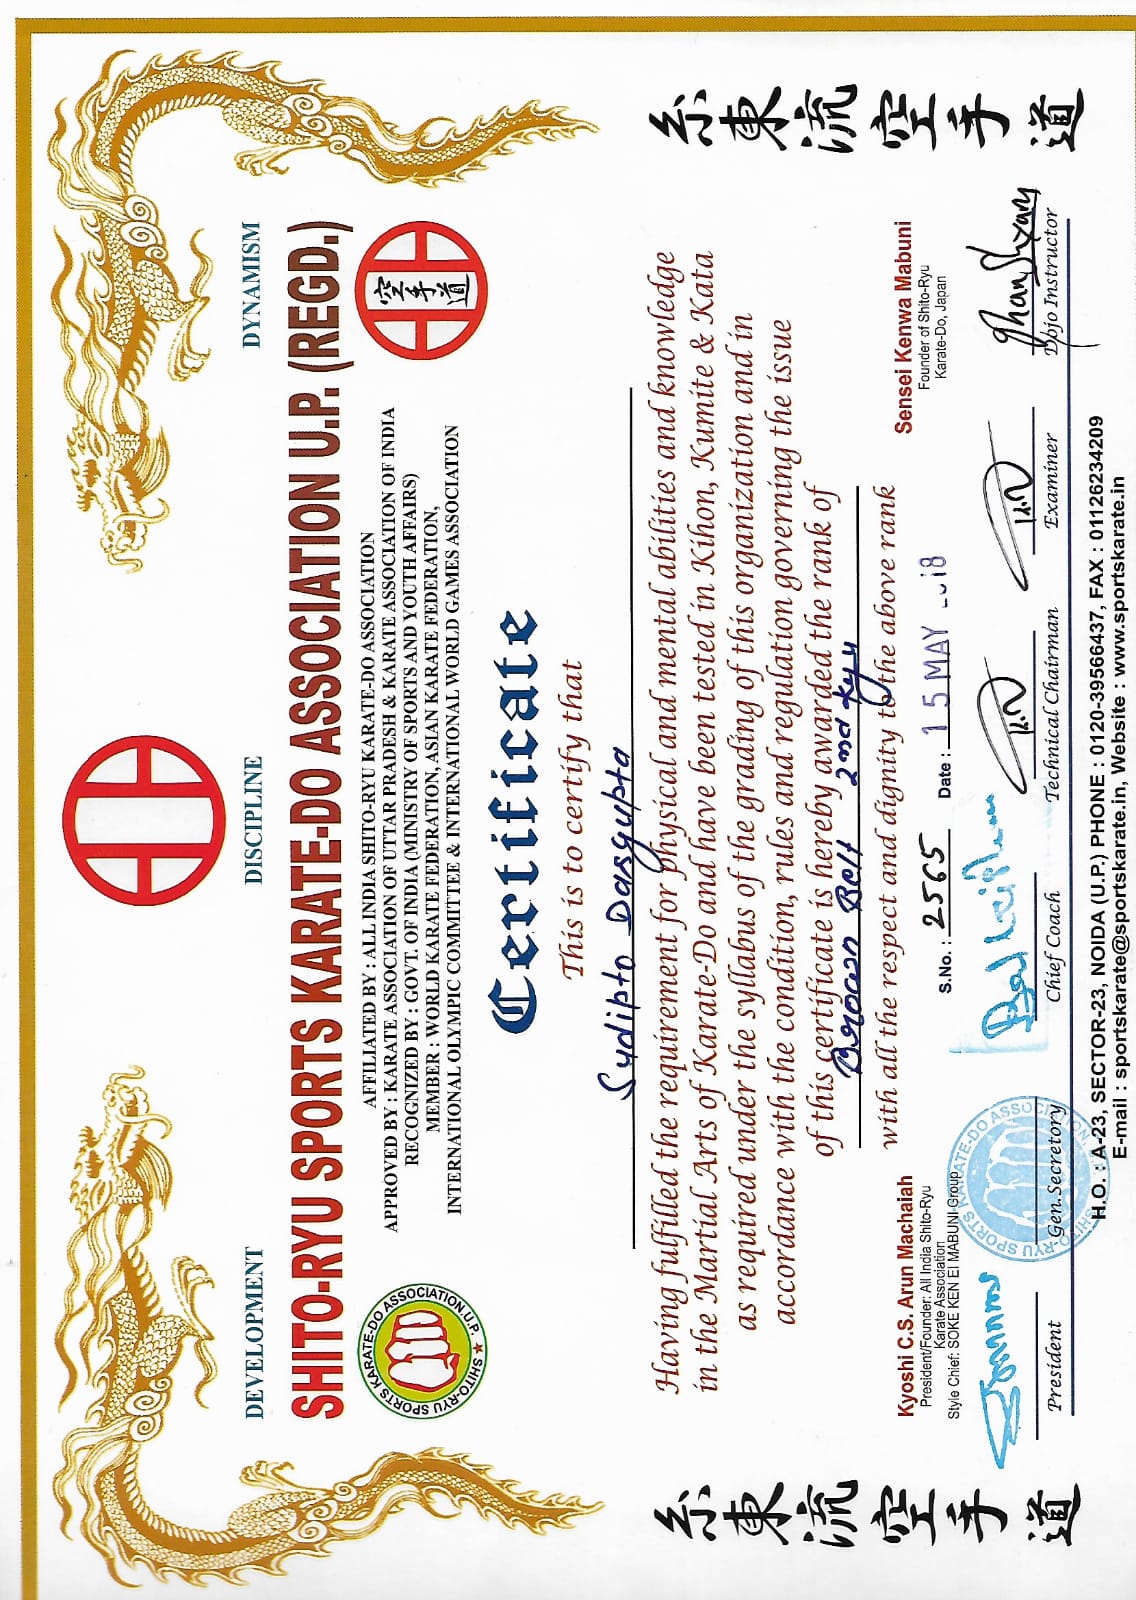 DEVELOPMENT DISCIPLINE DYNAMISM
SHITO-RYU SPORTS KARATE-DO ASSOCIATION U.P. (REGD.)
SHITO-RYU SPORTS KARATE-DO ASSOCIATION U.P.
AFFILIATED BY : ALL INDIA SHITO-RYU KARATE-DO ASSOCIATION
APPROVED BY : KARATE ASSOCIATION OF UTTAR PRADESH & KARATE ASSOCIATION OF INDIA
RECOGNIZED BY : GOVT. OF INDIA (MINISTRY OF SPORTS AND YOUTH AFFAIRS)
MEMBER : WORLD KARATE FEDERATION, ASIAN KARATE FEDERATION,
INTERNATIONAL OLYMPIC COMMITTEE & INTERNATIONAL WORLD GAMES ASSOCIATION
空手道
Certificate
This is to certify that
Sudipto Dasgupta
Having fulfilled the requirement for physical and mental abilities and knowledge
in the Martial Arts of Karate-Do and have been tested in Kihon, Kumite & Kata
as required under the syllabus of the grading of this organization and in
accordance with the condition, rules and regulation governing the issue
of this certificate is hereby awarded the rank of
Brown Belt 2nd kyu
with all the respect and dignity to the above rank
糸東流空手道
糸東流空手道
Kyoshi C.S. Arun Machaiah
President/Founder: All India Shito-Ryu
Karate Association
Style Chief: SOKE KEN EI MABUNI Group
S.No. : 2565 Date : 15 MAY 18
Sensei Kenwa Mabuni
Founder of Shito-Ryu
Karate-Do, Japan
SHITO-RYU SPORTS KARATE-DO ASSOCIATION U.P.
Balkrishan
GhanShyam
President Gen.Secretory Chief Coach Technical Chairman Examiner Dojo Instructor
H.O. : A-23, SECTOR-23, NOIDA (U.P.) PHONE : 0120-39566437, FAX : 01126234209
E-mail : sportskarate@sportskarate.in, Website : www.sportskarate.in